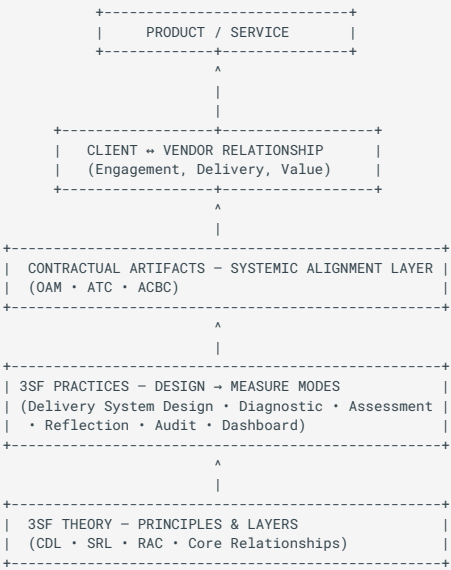 PRODUCT / SERVICE
CLIENT ↔ VENDOR RELATIONSHIP
(Engagement, Delivery, Value)
CONTRACTUAL ARTIFACTS — SYSTEMIC ALIGNMENT LAYER
(OAM • ATC • ACBC)
3SF PRACTICES — DESIGN → MEASURE MODES
(Delivery System Design • Diagnostic • Assessment
• Reflection • Audit • Dashboard)
3SF THEORY — PRINCIPLES & LAYERS
(CDL • SRL • RAC • Core Relationships)